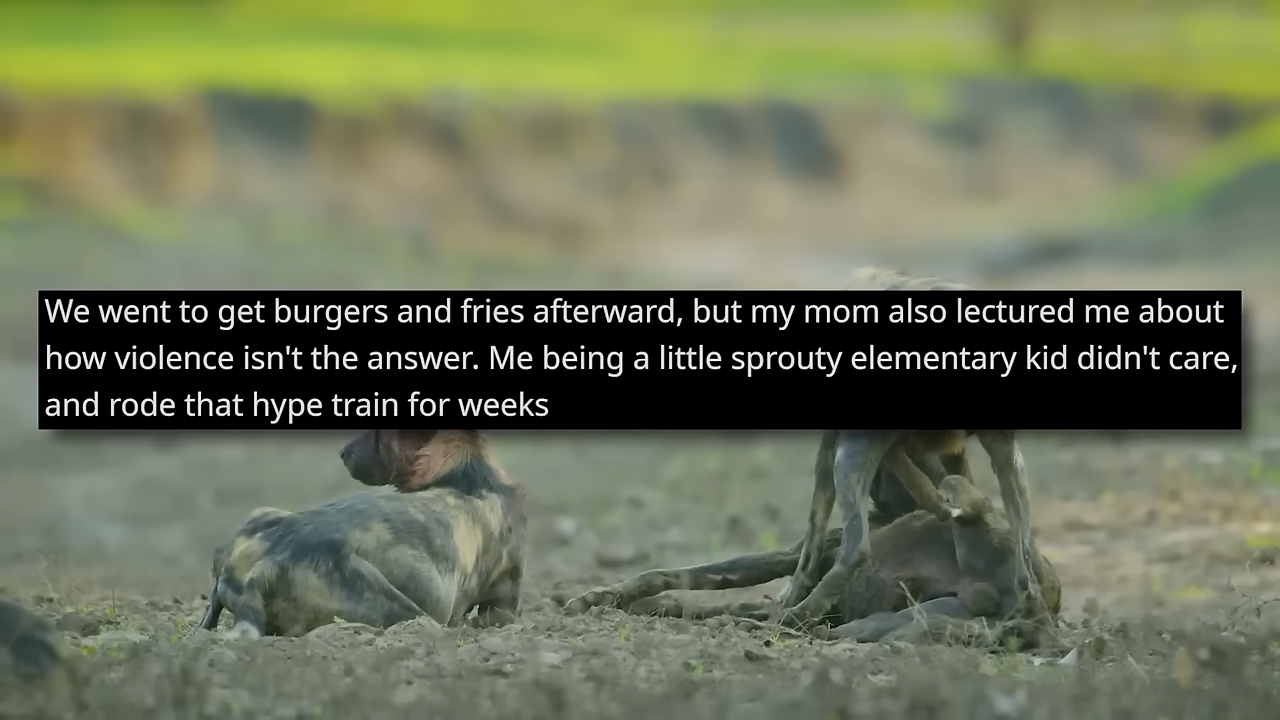 We went to get burgers and fries afterward, but my mom also lectured me about
how violence isn't the answer. Me being a little sprouty elementary kid didn't care,
and rode that hype train for weeks